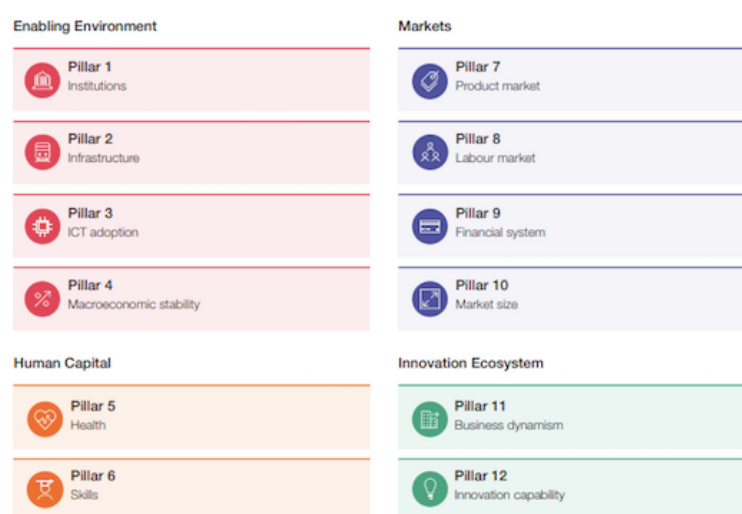 Enabling Environment
Pillar 1
Institutions
Pillar 2
Infrastructure
Pillar 3
ICT adoption
Pillar 4
Macroeconomic stability
Human Capital
Pillar 5
Health
Pillar 6
Skills
Markets
Pillar 7
Product market
Pillar 8
Labour market
Pillar 9
Financial system
Pillar 10
Market size
Innovation Ecosystem
Pillar 11
Business dynamism
Pillar 12
Innovation capability